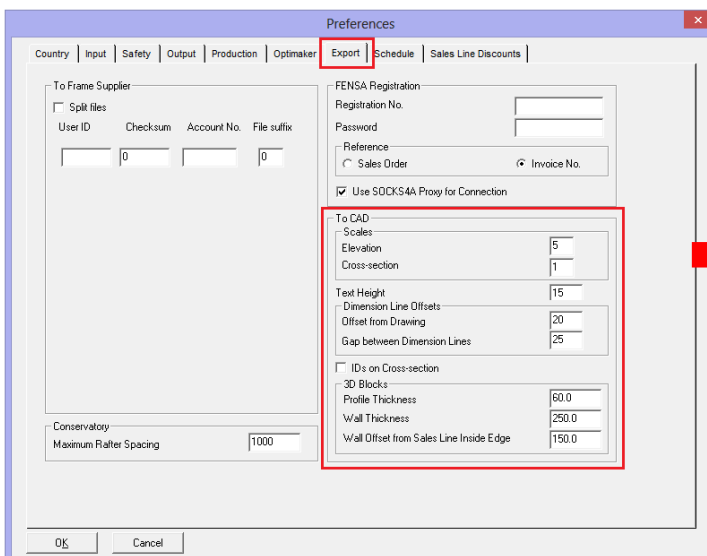 Preferences
Country Input Safety Output Production Optimaker Export Schedule Sales Line Discounts
To Frame Supplier
Split files
User ID Checksum Account No. File suffix
0 0
Conservatory
Maximum Rafter Spacing 1000
FENSA Registration
Registration No.
Password
Reference
Sales Order Invoice No.
Use SOCKS4A Proxy for Connection
To CAD
Scales
Elevation 5
Cross-section 1
Text Height 15
Dimension Line Offsets
Offset from Drawing 20
Gap between Dimension Lines 25
IDs on Cross-section
3D Blocks
Profile Thickness 60.0
Wall Thickness 250.0
Wall Offset from Sales Line Inside Edge 150.0
OK Cancel